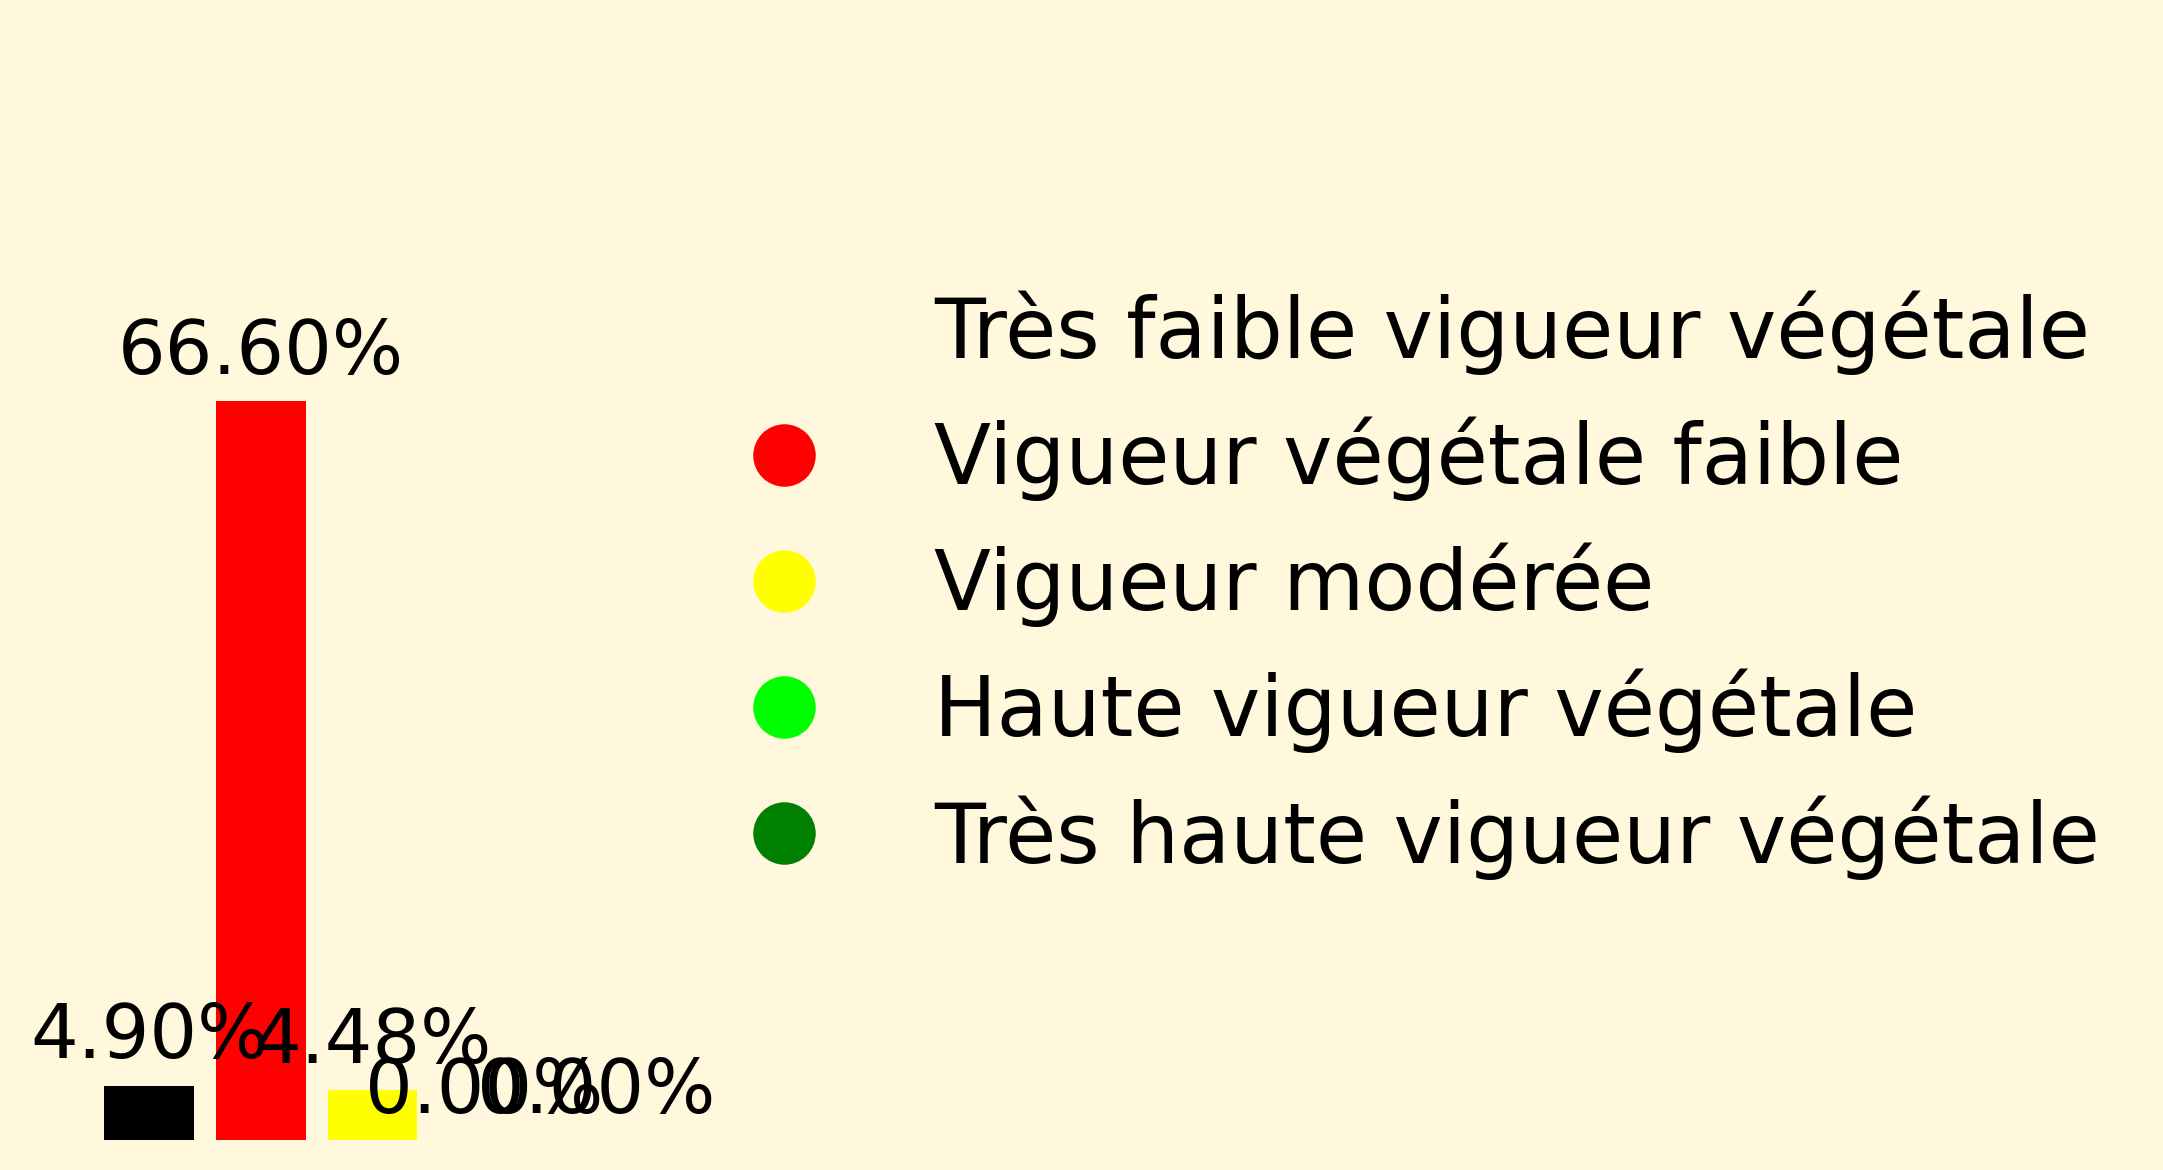 66.60%
4.90%
4.48%
0.00%
0.00%
Très faible vigueur végétale
Vigueur végétale faible
Vigueur modérée
Haute vigueur végétale
Très haute vigueur végétale